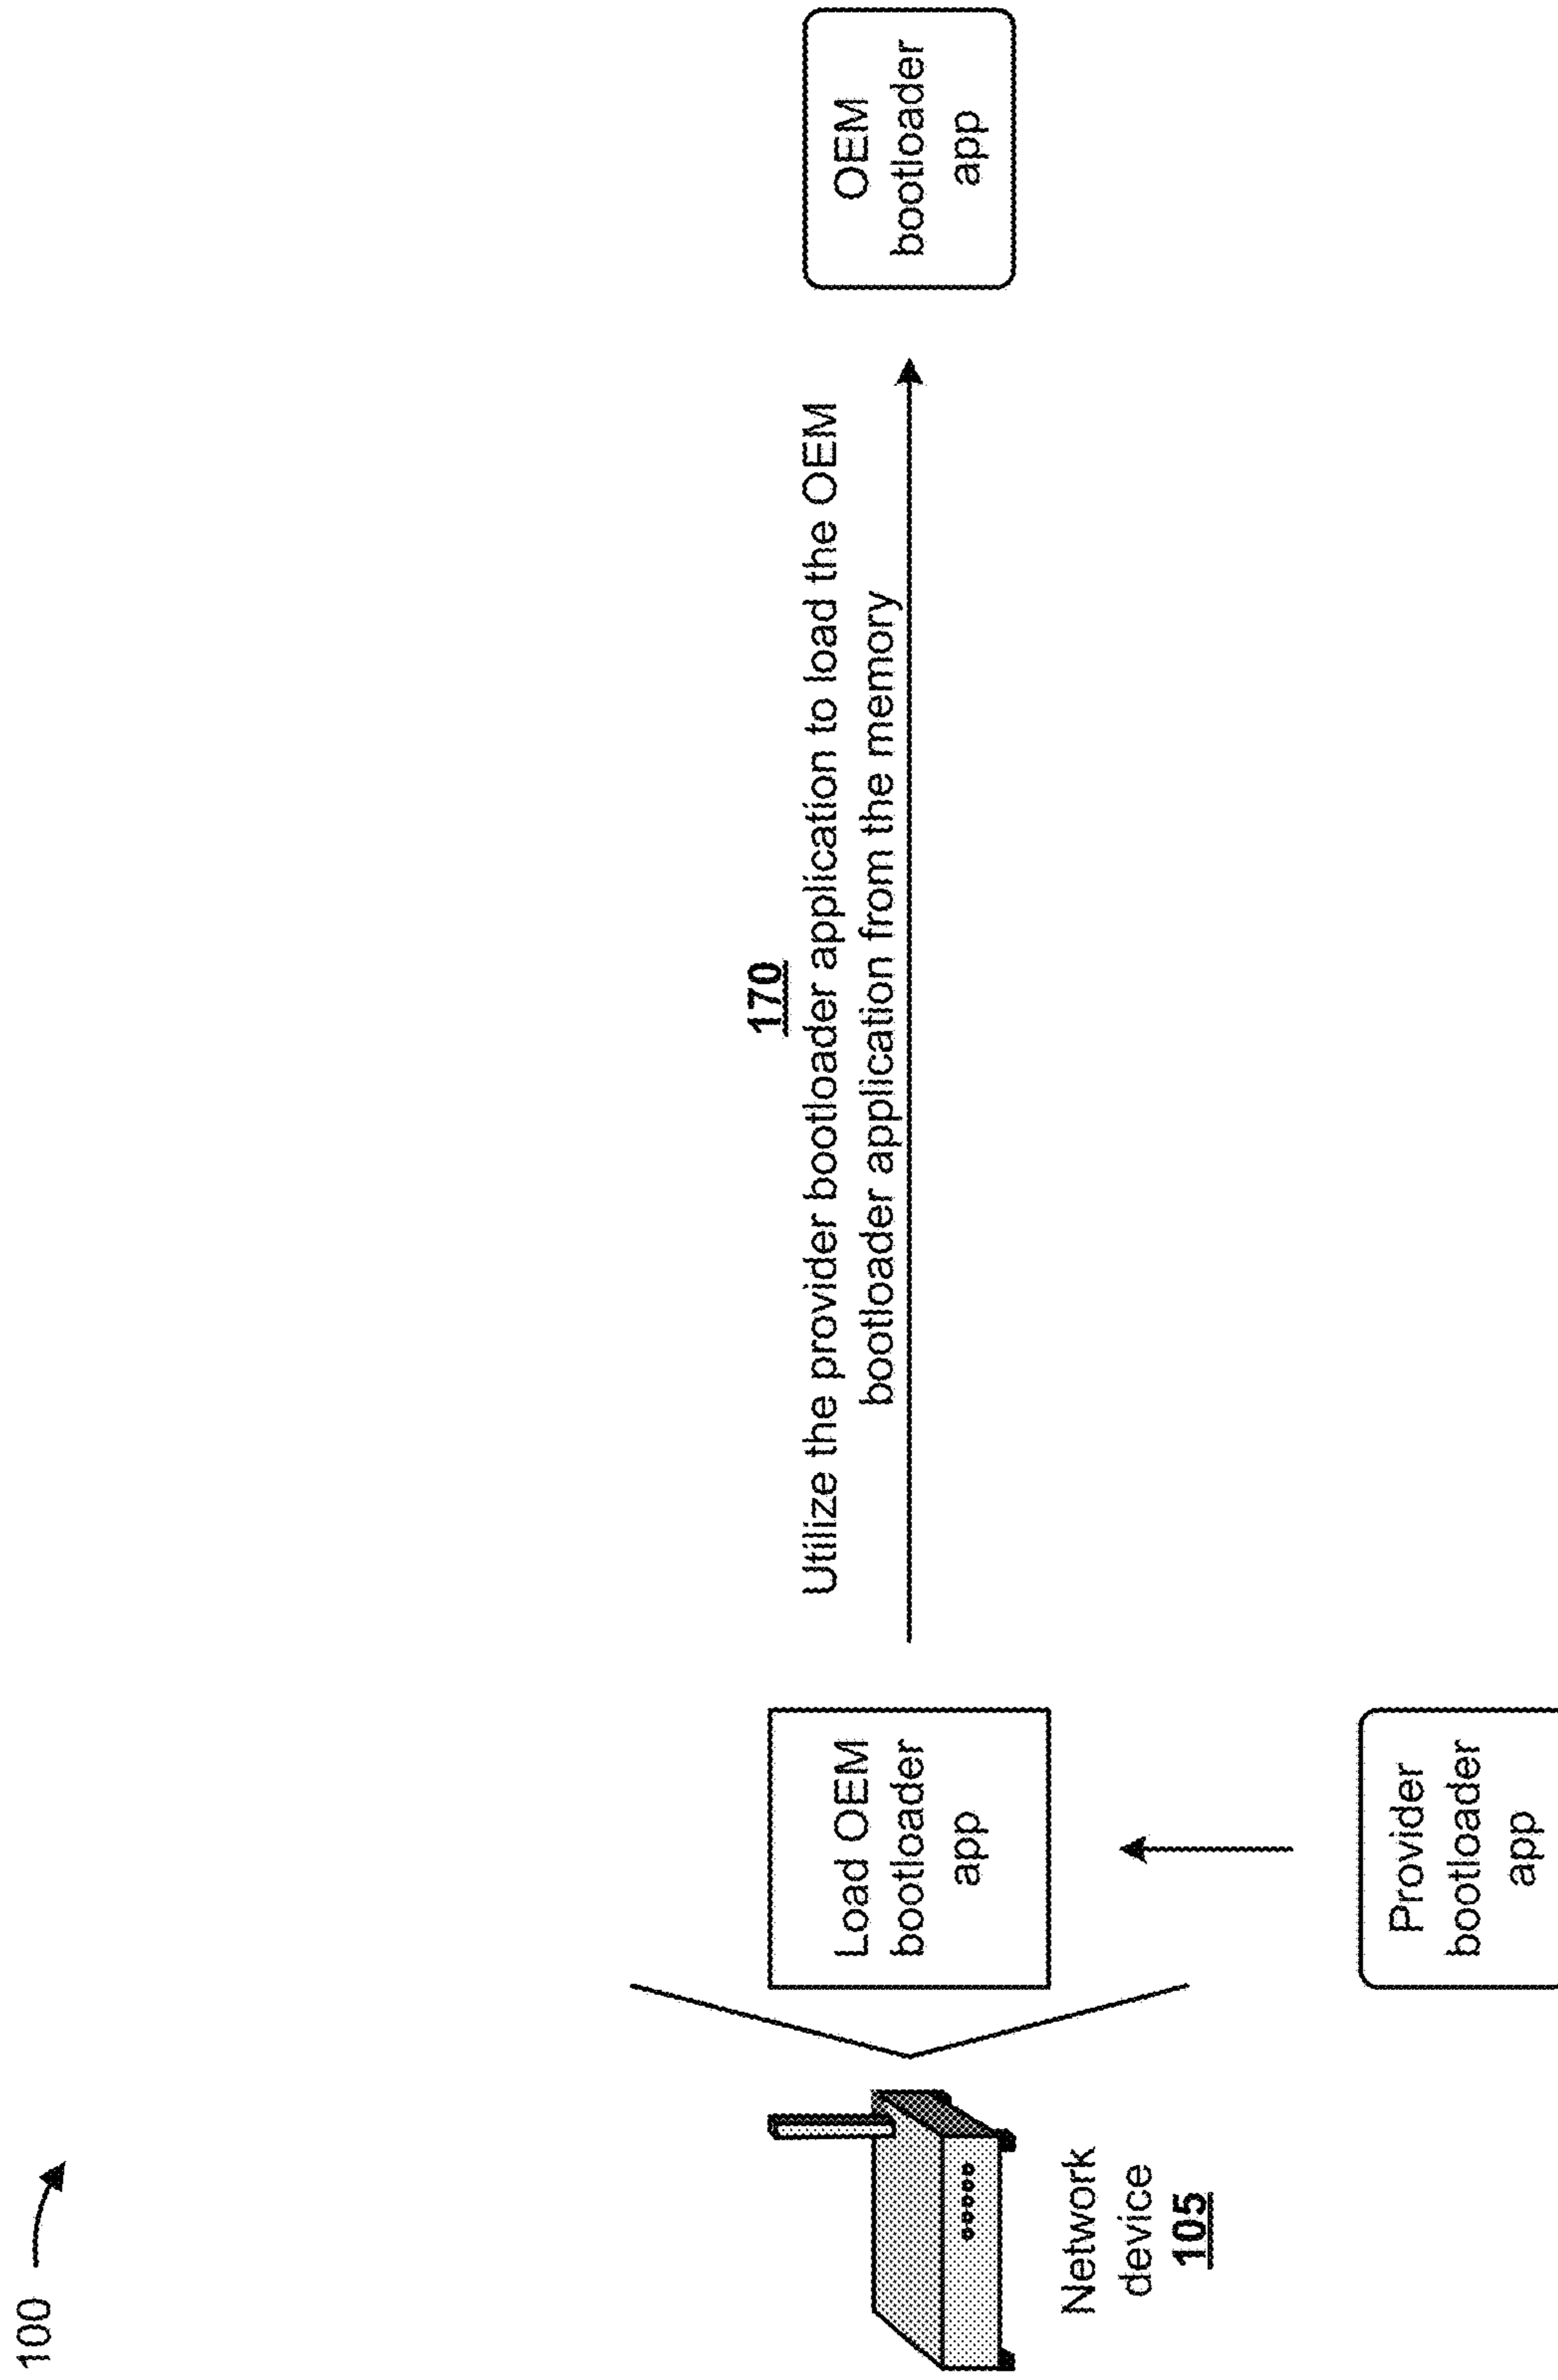 100
170
Utilize the provider bootloader application to load the OEM
bootloader application from the memory
Network
device
105
Load OEM
bootloader
app
OEM
bootloader
app
Provider
bootloader
app